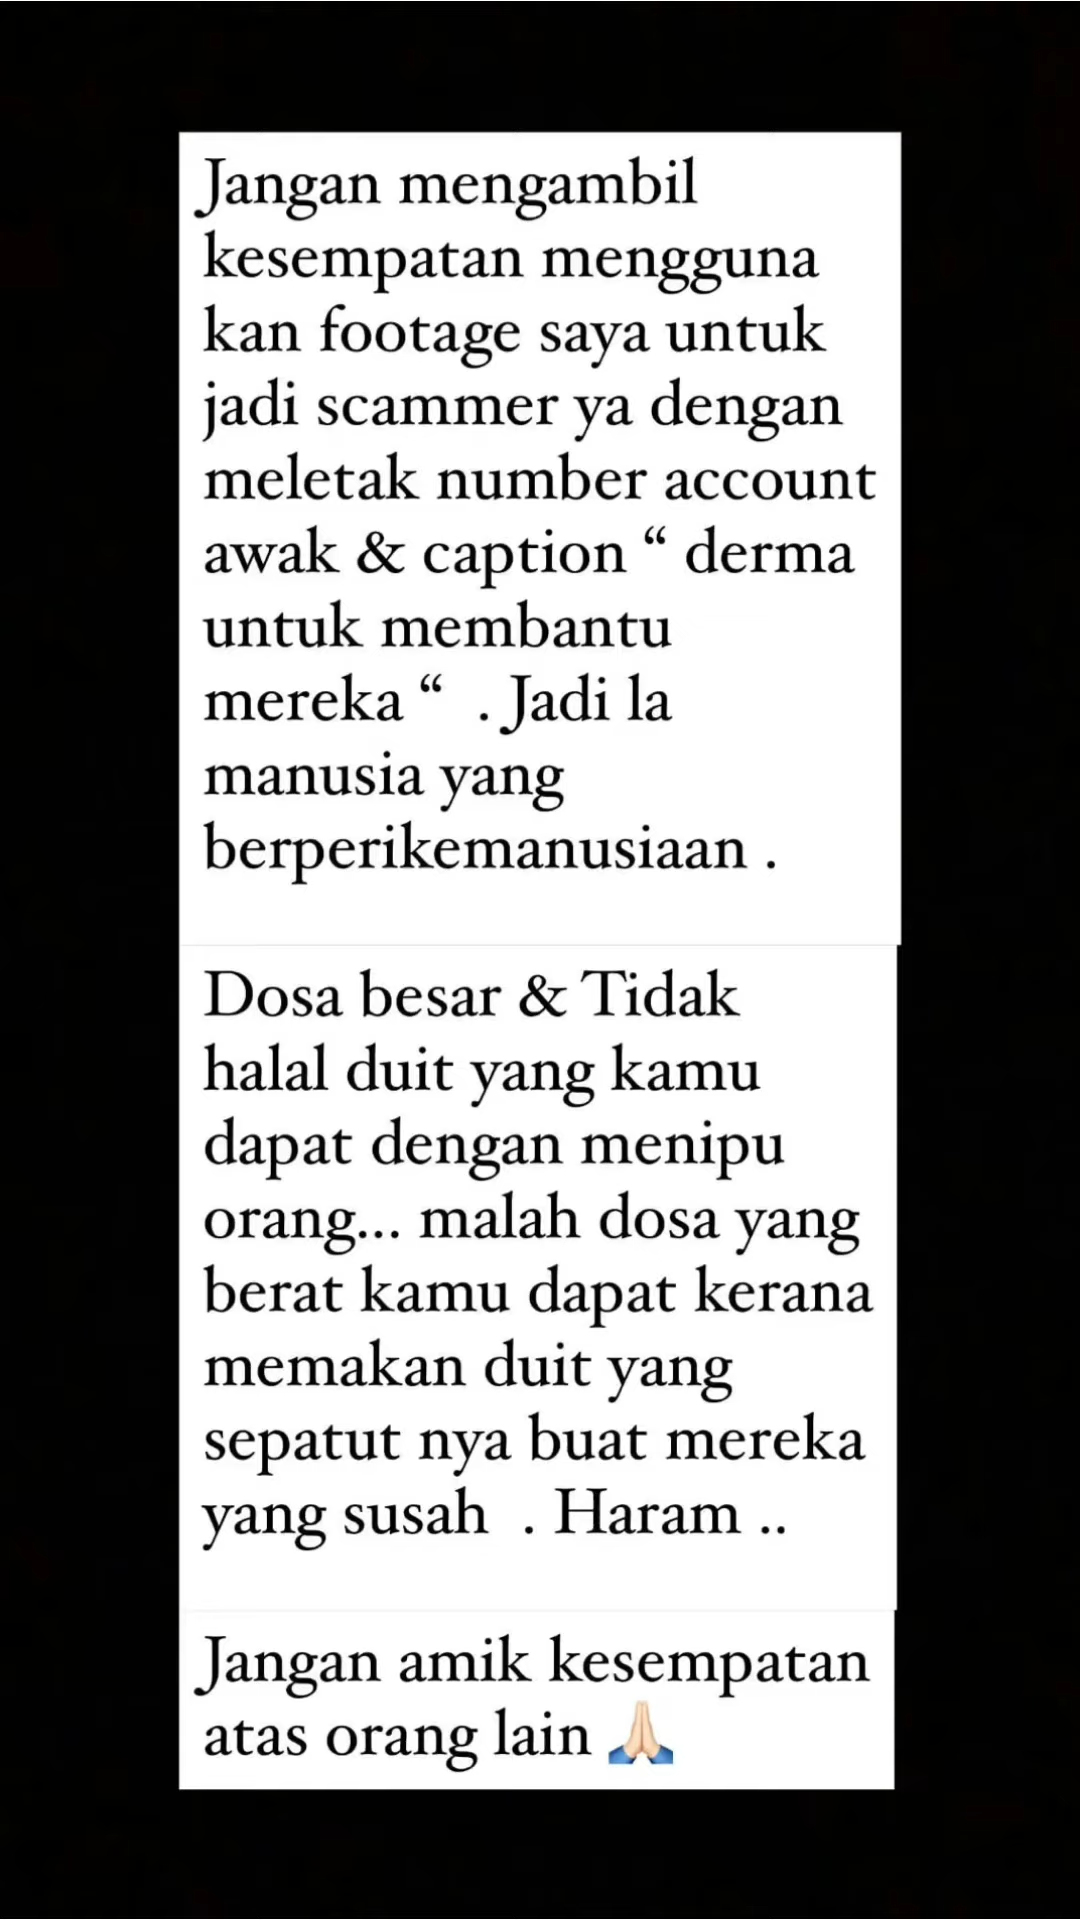 Jangan mengambil
kesempatan mengguna
kan footage saya untuk
jadi scammer ya dengan
meletak number account
awak & caption “ derma
untuk membantu
mereka “  . Jadi la
manusia yang
berperikemanusiaan .
Dosa besar & Tidak
halal duit yang kamu
dapat dengan menipu
orang... malah dosa yang
berat kamu dapat kerana
memakan duit yang
sepatut nya buat mereka
yang susah  . Haram ..
Jangan amik kesempatan
atas orang lain 🙏🏻